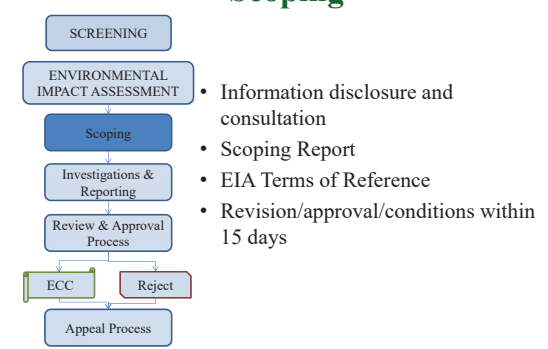 Scoping
SCREENING
ENVIRONMENTAL
IMPACT ASSESSMENT
Scoping
Investigations &
Reporting
Review & Approval
Process
ECC
Reject
Appeal Process
• Information disclosure and
consultation
• Scoping Report
• EIA Terms of Reference
• Revision/approval/conditions within
15 days